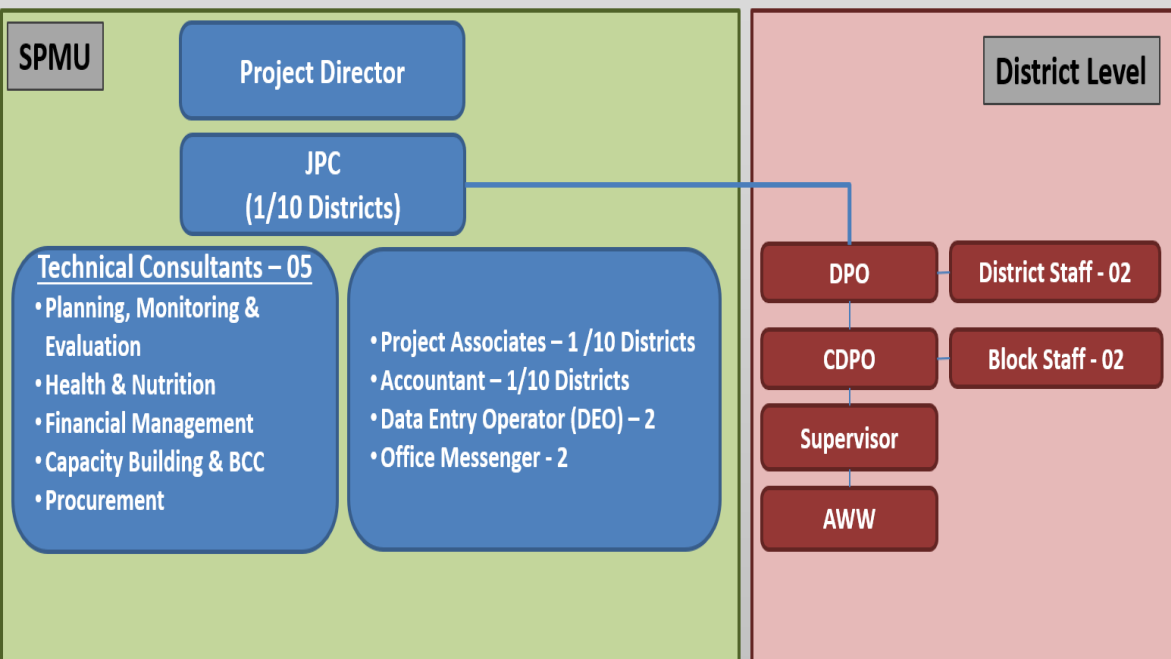 SPMU
Project Director
JPC
(1/10 Districts)
Technical Consultants – 05
• Planning, Monitoring &
Evaluation
• Health & Nutrition
• Financial Management
• Capacity Building & BCC
• Procurement
• Project Associates – 1 /10 Districts
• Accountant – 1/10 Districts
• Data Entry Operator (DEO) – 2
• Office Messenger - 2
District Level
DPO
District Staff - 02
CDPO
Block Staff - 02
Supervisor
AWW